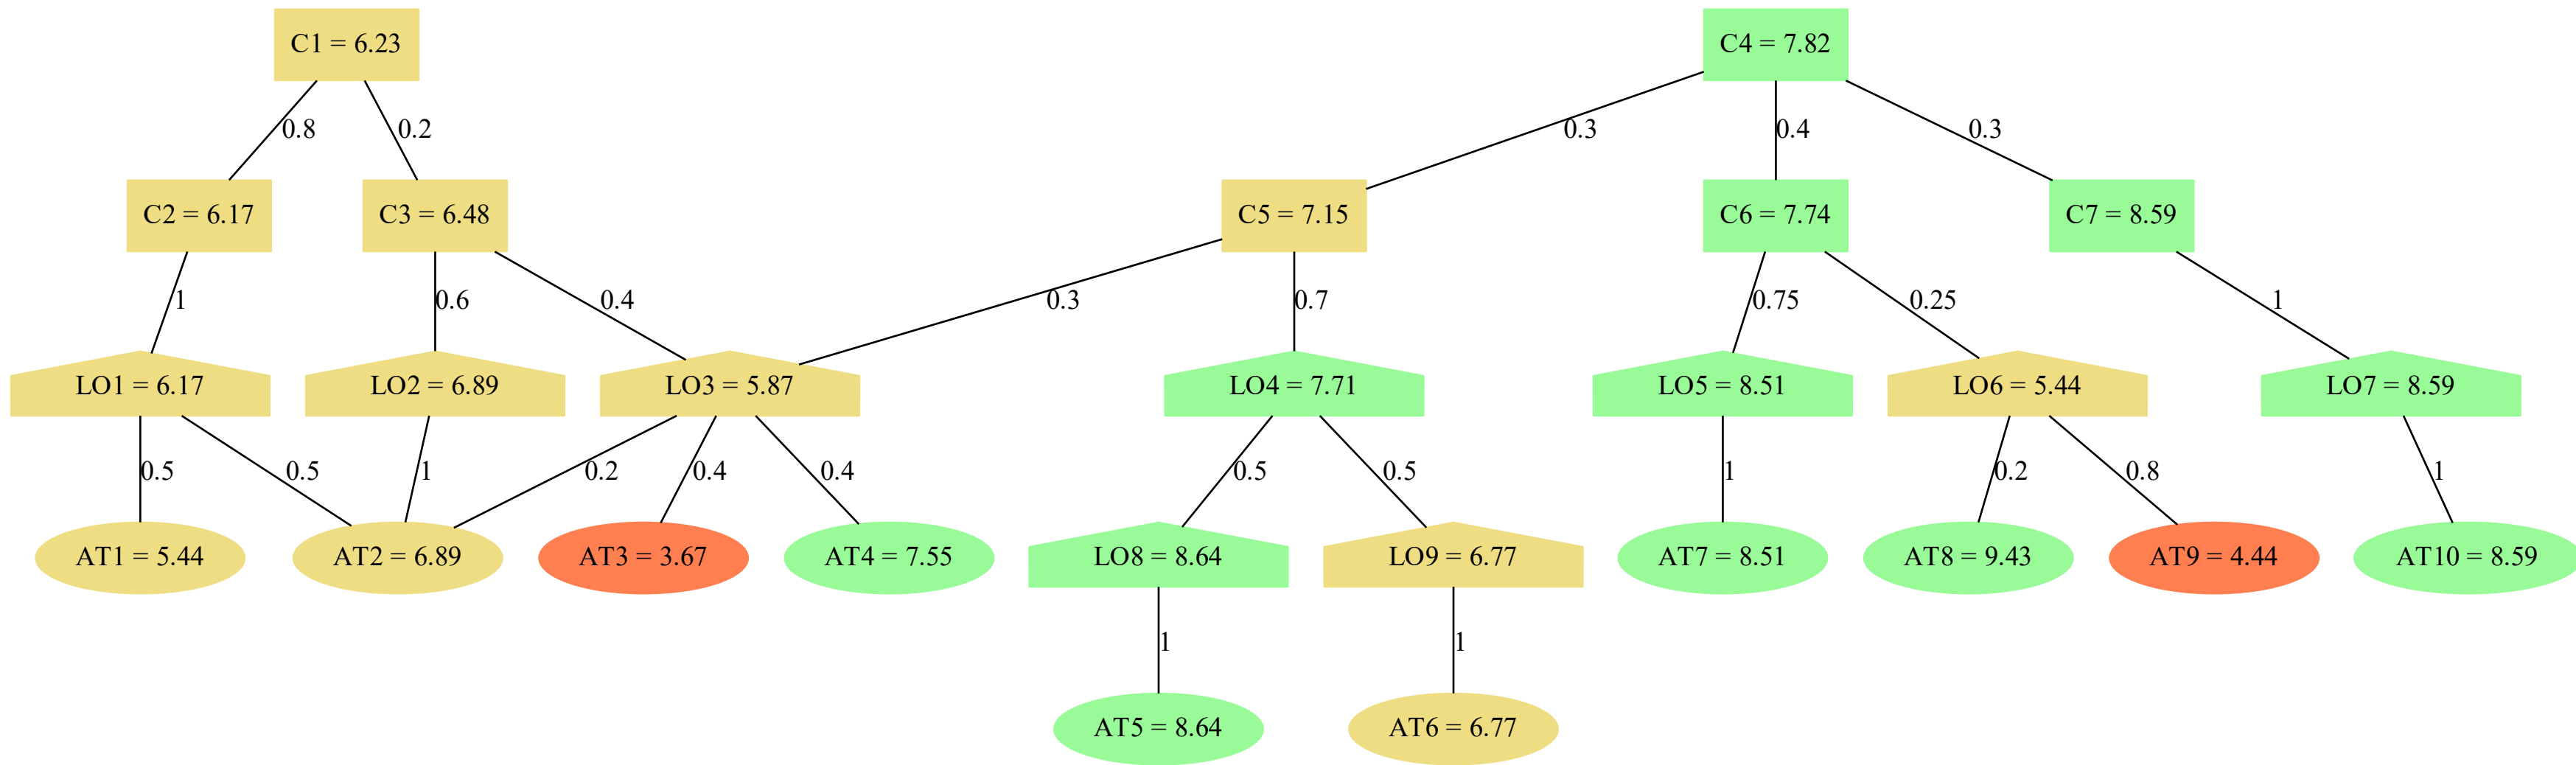 C1 = 6.23
C4 = 7.82
0.8
0.2
0.3
0.4
0.3
C2 = 6.17
C3 = 6.48
C5 = 7.15
C6 = 7.74
C7 = 8.59
1
0.6
0.4
0.3
0.7
0.75
0.25
1
LO1 = 6.17
LO2 = 6.89
LO3 = 5.87
LO4 = 7.71
LO5 = 8.51
LO6 = 5.44
LO7 = 8.59
0.5
0.5
1
0.2
0.4
0.4
0.5
0.5
1
0.2
0.8
1
AT1 = 5.44
AT2 = 6.89
AT3 = 3.67
AT4 = 7.55
LO8 = 8.64
LO9 = 6.77
AT7 = 8.51
AT8 = 9.43
AT9 = 4.44
AT10 = 8.59
1
1
AT5 = 8.64
AT6 = 6.77